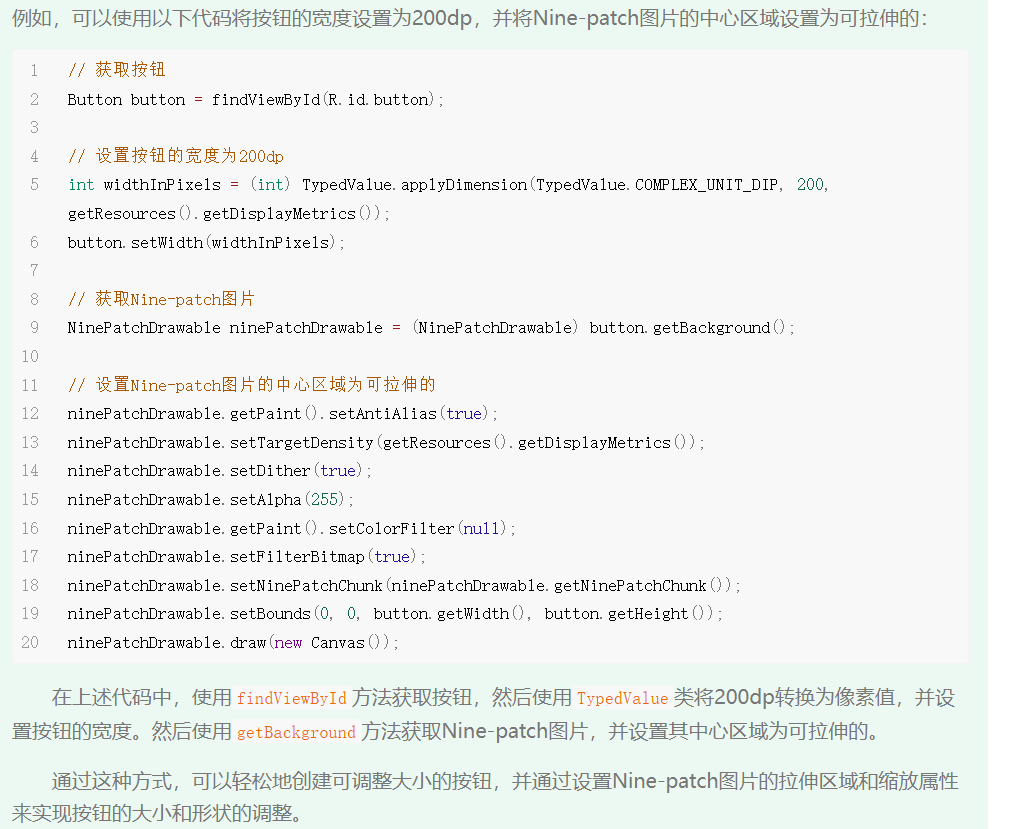 例如，可以使用以下代码将按钮的宽度设置为200dp，并将Nine-patch图片的中心区域设置为可拉伸的：
1 // 获取按钮
2 Button button = findViewById(R.id.button);
3
4 // 设置按钮的宽度为200dp
5 int widthInPixels = (int) TypedValue.applyDimension(TypedValue.COMPLEX_UNIT_DIP, 200,
getResources().getDisplayMetrics());
6 button.setWidth(widthInPixels);
7
8 // 获取Nine-patch图片
9 NinePatchDrawable ninePatchDrawable = (NinePatchDrawable) button.getBackground();
10
11 // 设置Nine-patch图片的中心区域为可拉伸的
12 ninePatchDrawable.getPaint().setAntiAlias(true);
13 ninePatchDrawable.setTargetDensity(getResources().getDisplayMetrics());
14 ninePatchDrawable.setDither(true);
15 ninePatchDrawable.setAlpha(255);
16 ninePatchDrawable.getPaint().setColorFilter(null);
17 ninePatchDrawable.setFilterBitmap(true);
18 ninePatchDrawable.setNinePatchChunk(ninePatchDrawable.getNinePatchChunk());
19 ninePatchDrawable.setBounds(0, 0, button.getWidth(), button.getHeight());
20 ninePatchDrawable.draw(new Canvas());
在上述代码中，使用 findViewById 方法获取按钮，然后使用 TypedValue 类将200dp转换为像素值，并设
置按钮的宽度。然后使用 getBackground 方法获取Nine-patch图片，并设置其中心区域为可拉伸的。
通过这种方式，可以轻松地创建可调整大小的按钮，并通过设置Nine-patch图片的拉伸区域和缩放属性
来实现按钮的大小和形状的调整。